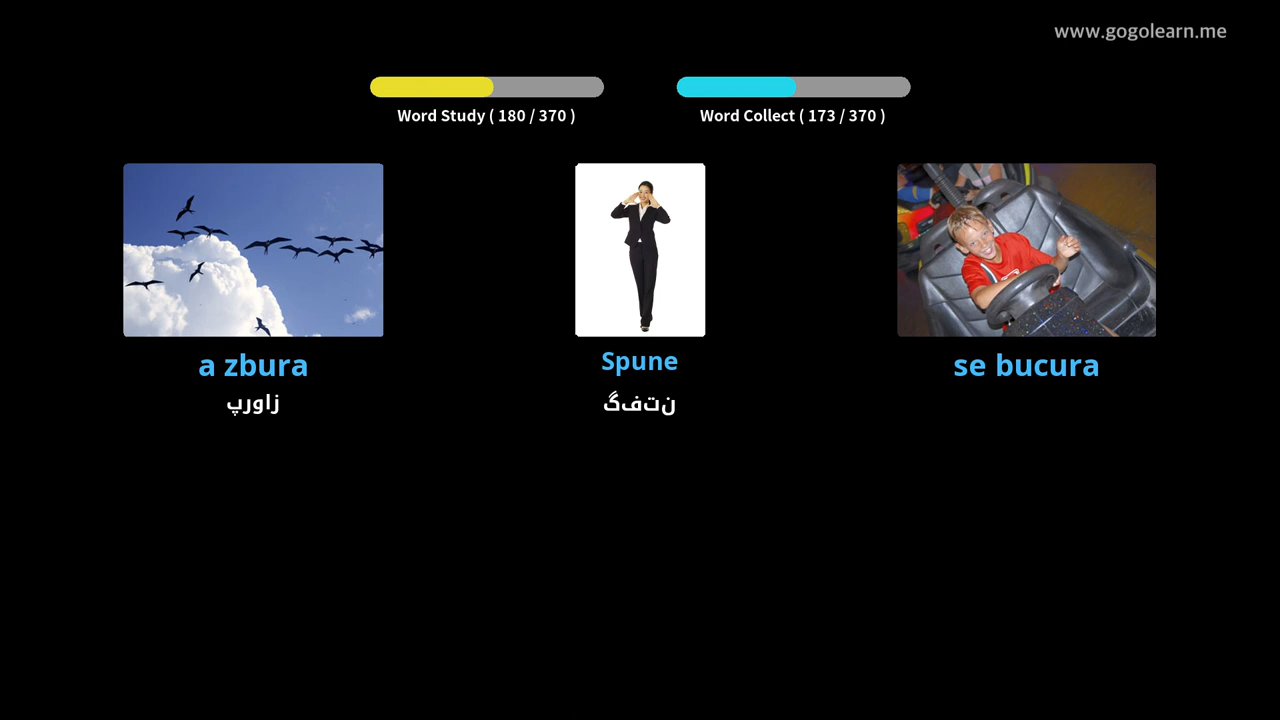 www.gogolearn.me
Word Study ( 180 / 370 )
Word Collect ( 173 / 370 )
a zbura
زاورپ
Spune
نتفگ
se bucura